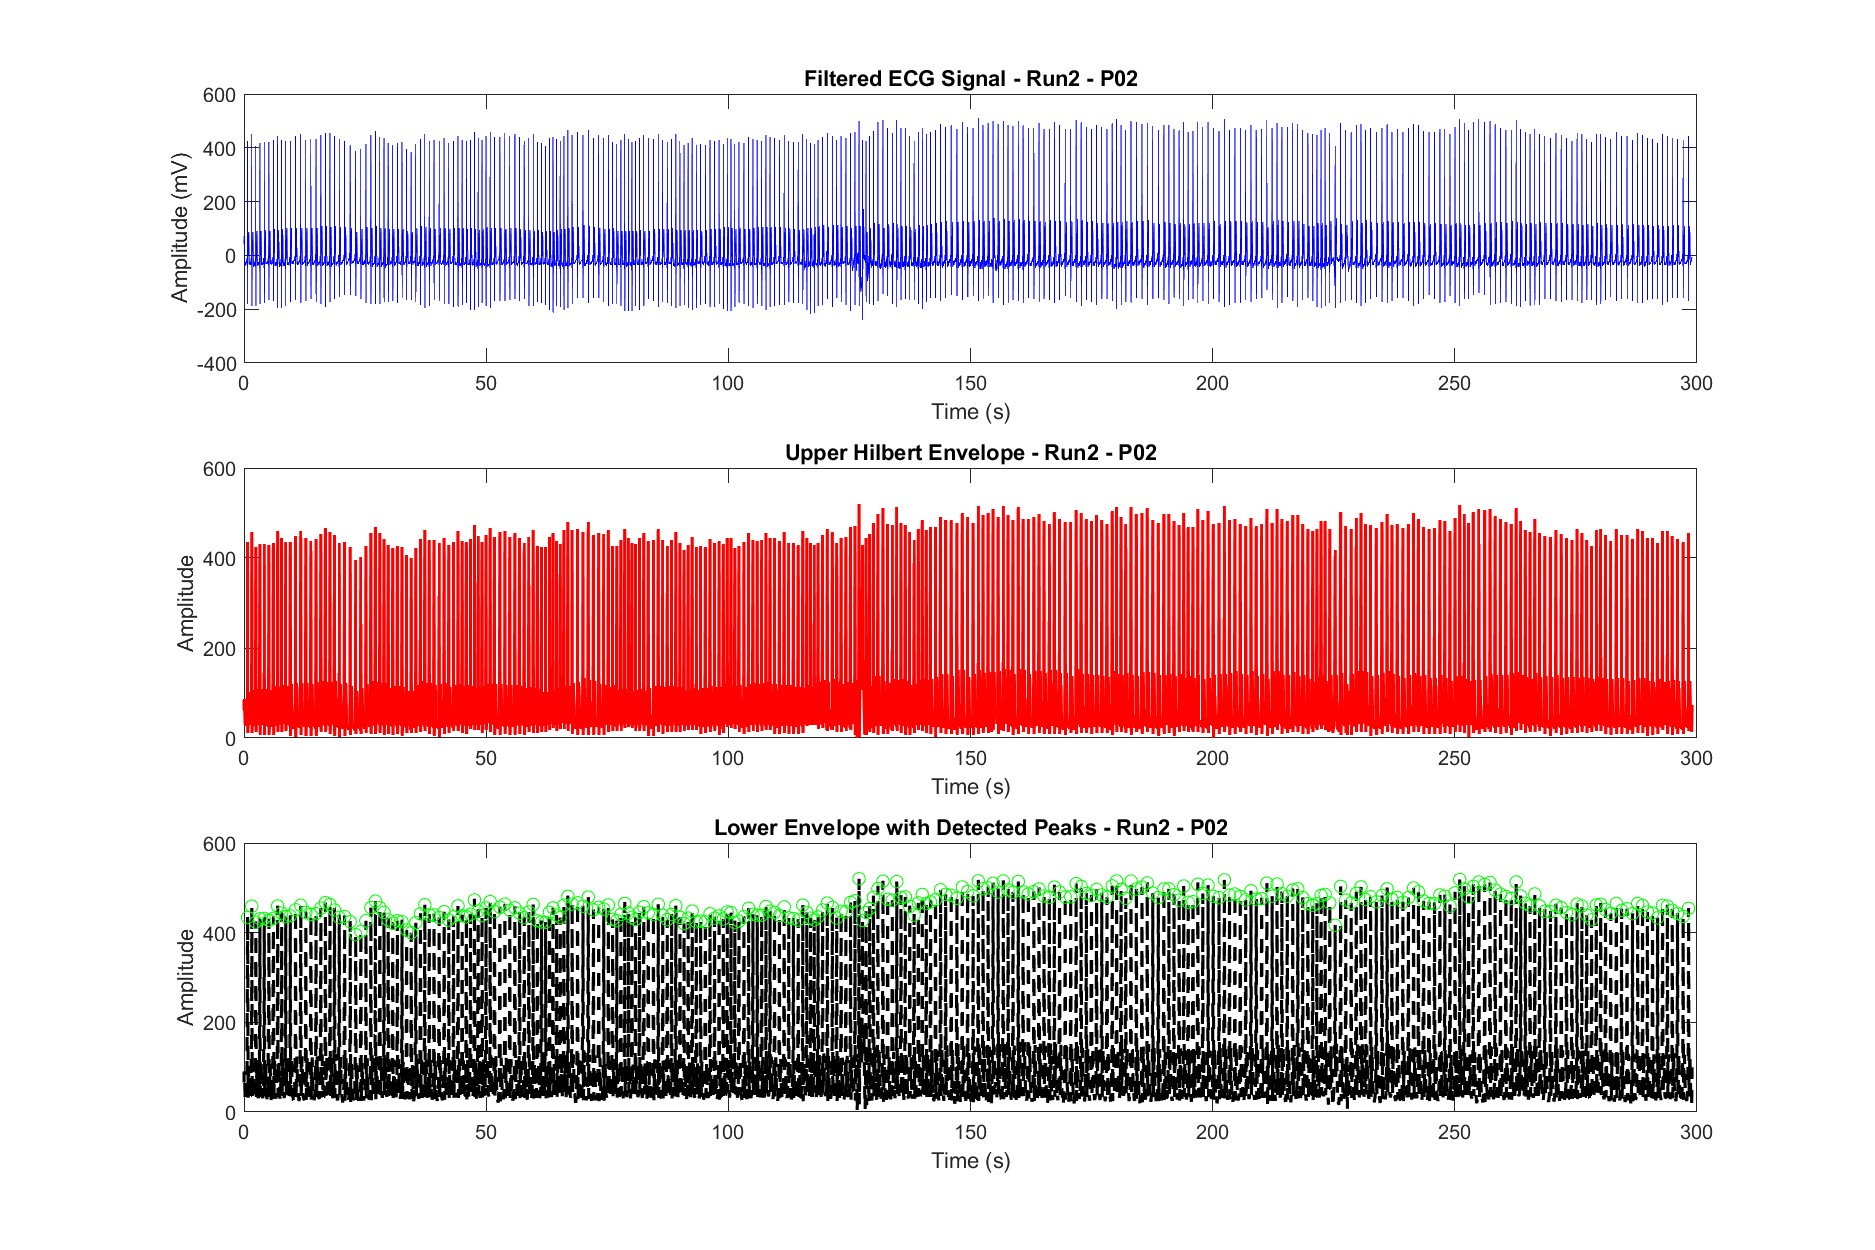 Filtered ECG Signal - Run2 - P02
600
400
200
0
-200
-400
Amplitude (mV)
0 50 100 150 200 250 300
Time (s)
Upper Hilbert Envelope - Run2 - P02
600
400
200
0
Amplitude
0 50 100 150 200 250 300
Time (s)
Lower Envelope with Detected Peaks - Run2 - P02
600
400
200
0
Amplitude
0 50 100 150 200 250 300
Time (s)